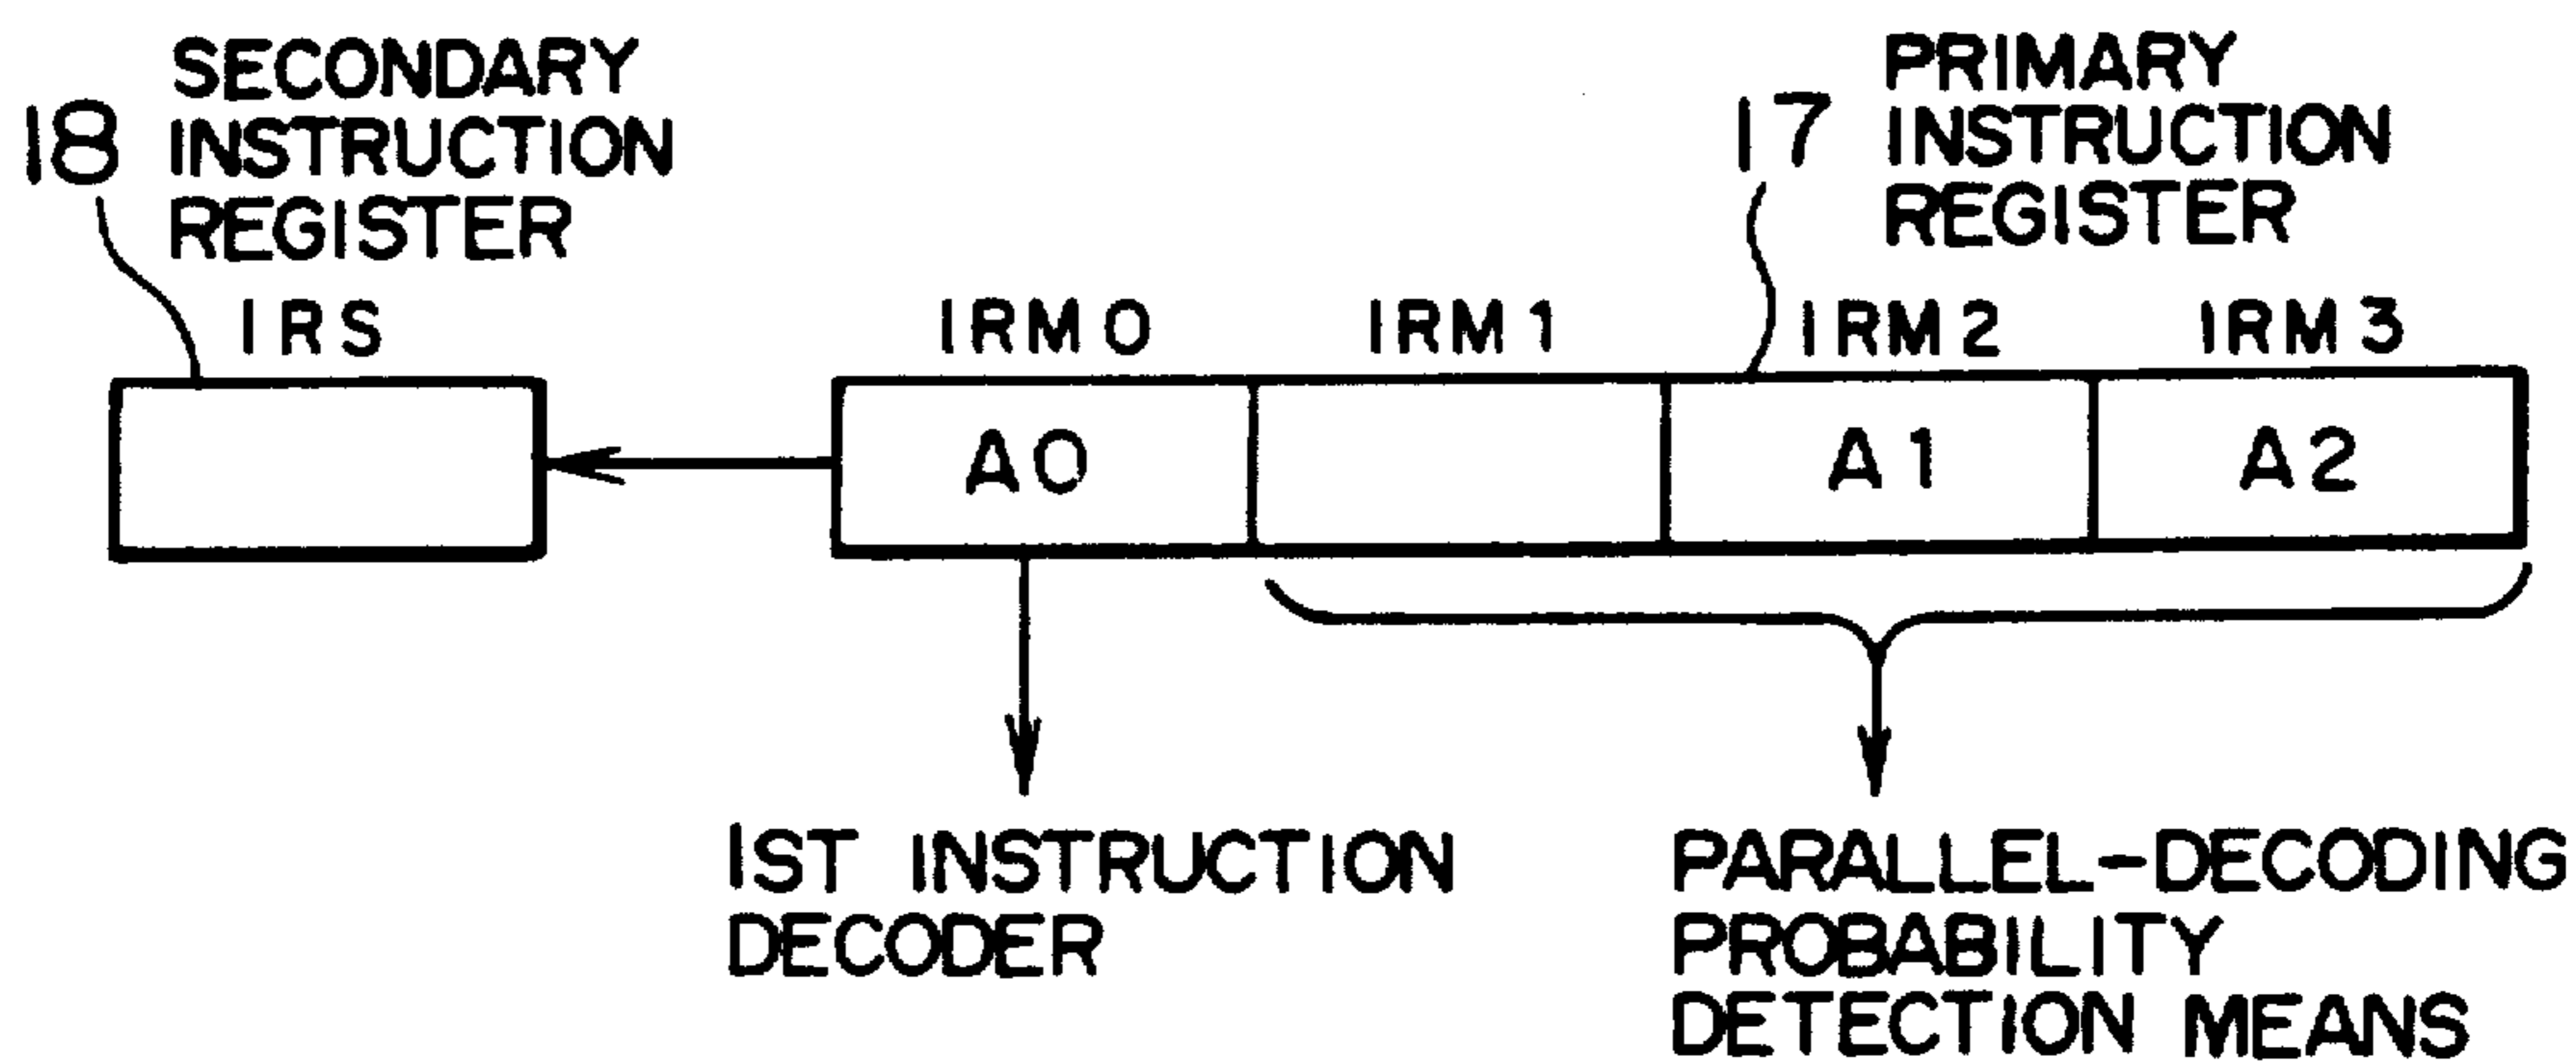 18
SECONDARY
INSTRUCTION
REGISTER
17
PRIMARY
INSTRUCTION
REGISTER
IRS
IRM0
IRM1
IRM2
IRM3
A0
A1
A2
1ST INSTRUCTION
DECODER
PARALLEL-DECODING
PROBABILITY
DETECTION MEANS